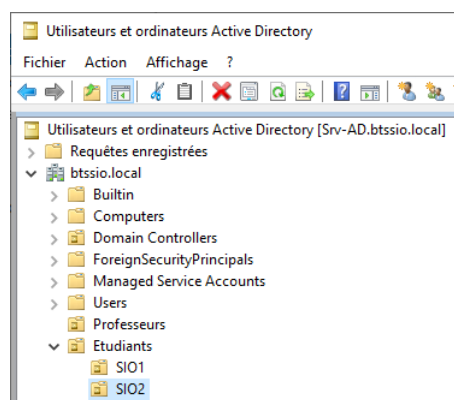 Utilisateurs et ordinateurs Active Directory
Fichier Action Affichage ?
Utilisateurs et ordinateurs Active Directory [Srv-AD.btssio.local]
Requêtes enregistrées
btssio.local
Builtin
Computers
Domain Controllers
ForeignSecurityPrincipals
Managed Service Accounts
Users
Professeurs
Etudiants
SIO1
SIO2